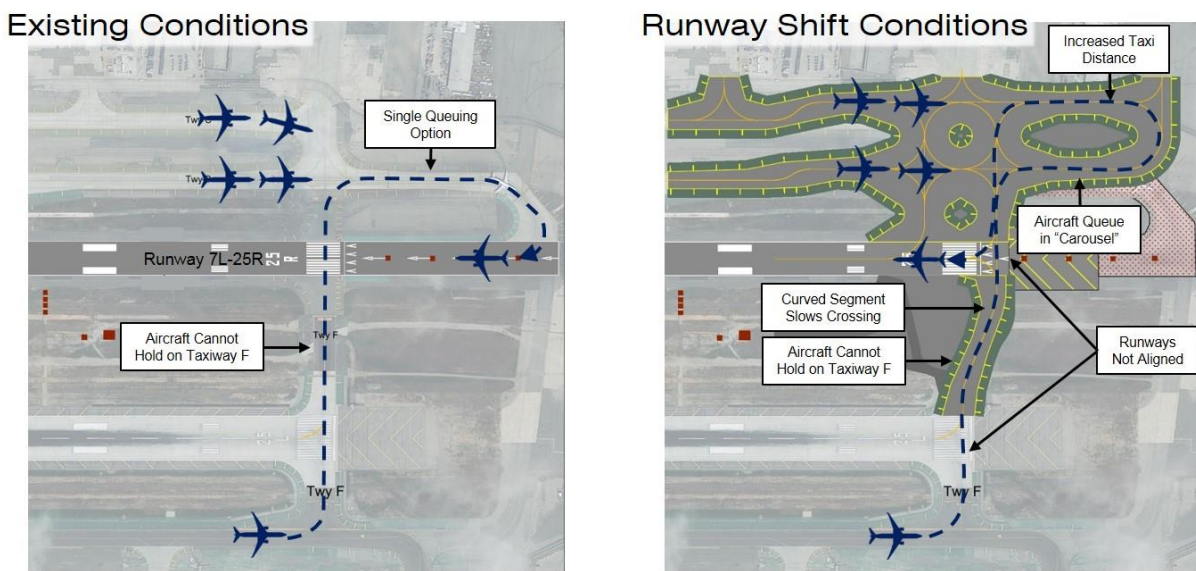 Existing Conditions
Single Queuing
Option
Runway 7L-25R
25
R
Aircraft Cannot
Hold on Taxiway F
Twy F
Twy F
Runway Shift Conditions
Increased Taxi
Distance
Aircraft Queue
in "Carousel"
25
Curved Segment
Slows Crossing
Aircraft Cannot
Hold on Taxiway F
Runways
Not Aligned
Twy F